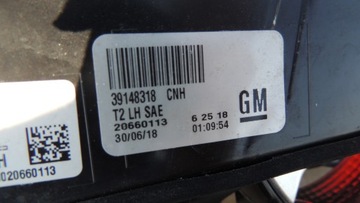 39148318 CNH
T2 LH SAE
20660113 6 25 18
30/06/18 01:09:54
GM
H
020660113